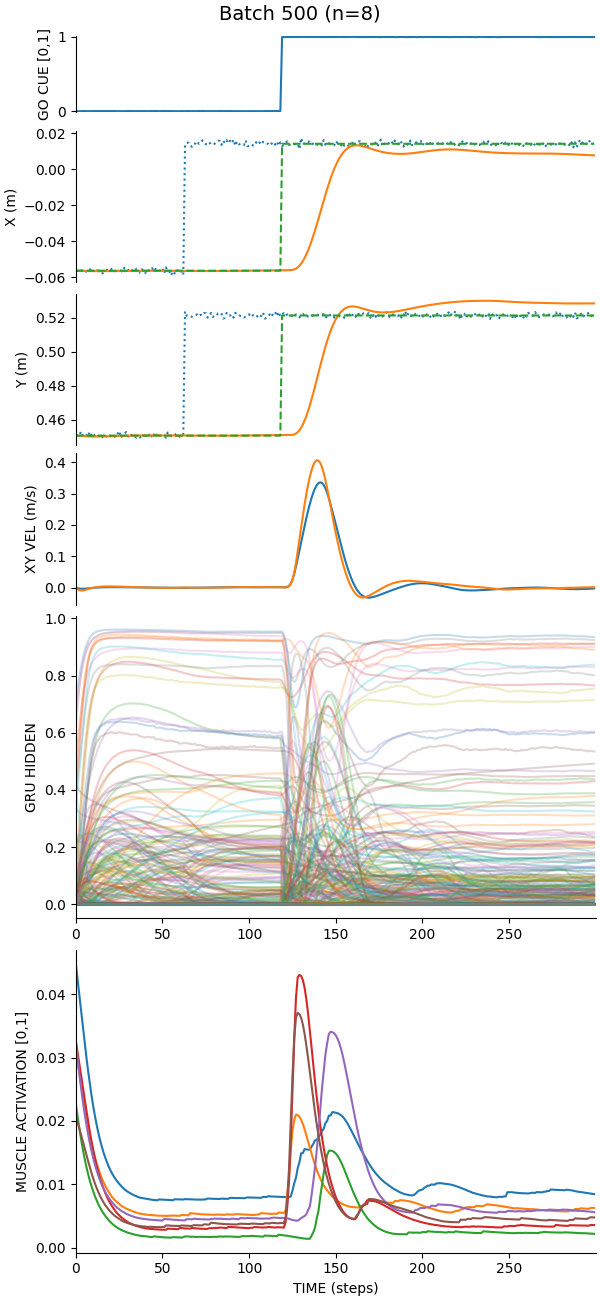 Batch 500 (n=8)
GO CUE [0,1]
1
0
X (m)
0.02
0.00
−0.02
−0.04
−0.06
Y (m)
0.52
0.50
0.48
0.46
XY VEL (m/s)
0.4
0.3
0.2
0.1
0.0
GRU HIDDEN
1.0
0.8
0.6
0.4
0.2
0.0
0 50 100 150 200 250
MUSCLE ACTIVATION [0,1]
0.04
0.03
0.02
0.01
0.00
0 50 100 150 200 250
TIME (steps)